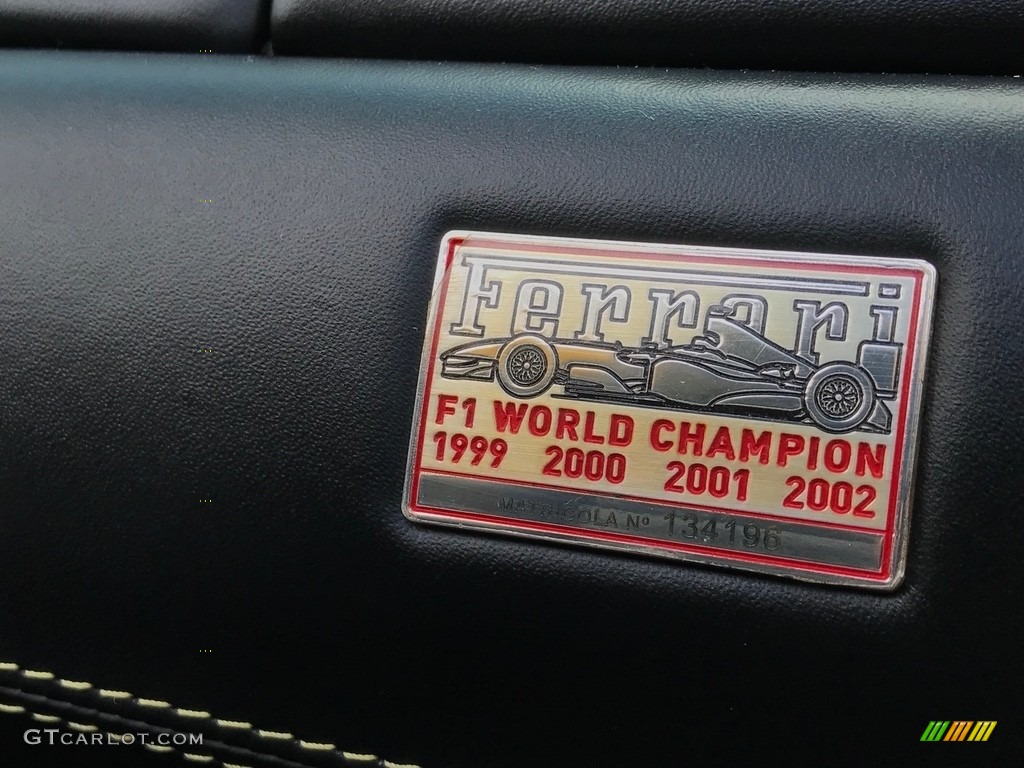 Ferrari
F1 WORLD CHAMPION
1999 2000 2001 2002
MATRICOLA Nº 134196
GTCARLOT.COM